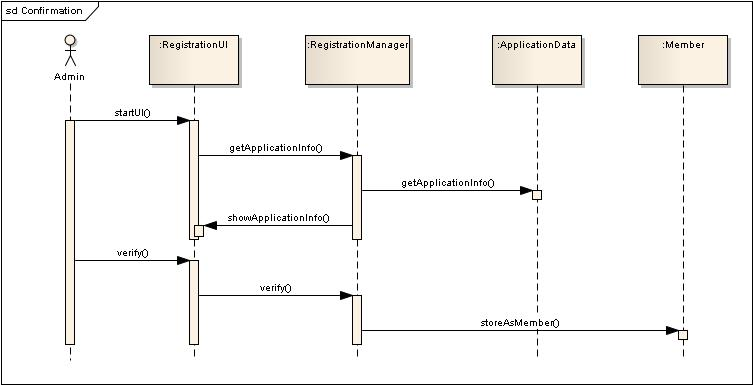 sd Confirmation
:RegistrationUI
:RegistrationManager
:ApplicationData
:Member
Admin
startUI()
getApplicationInfo()
getApplicationInfo()
showApplicationInfo()
verify()
verify()
storeAsMember()